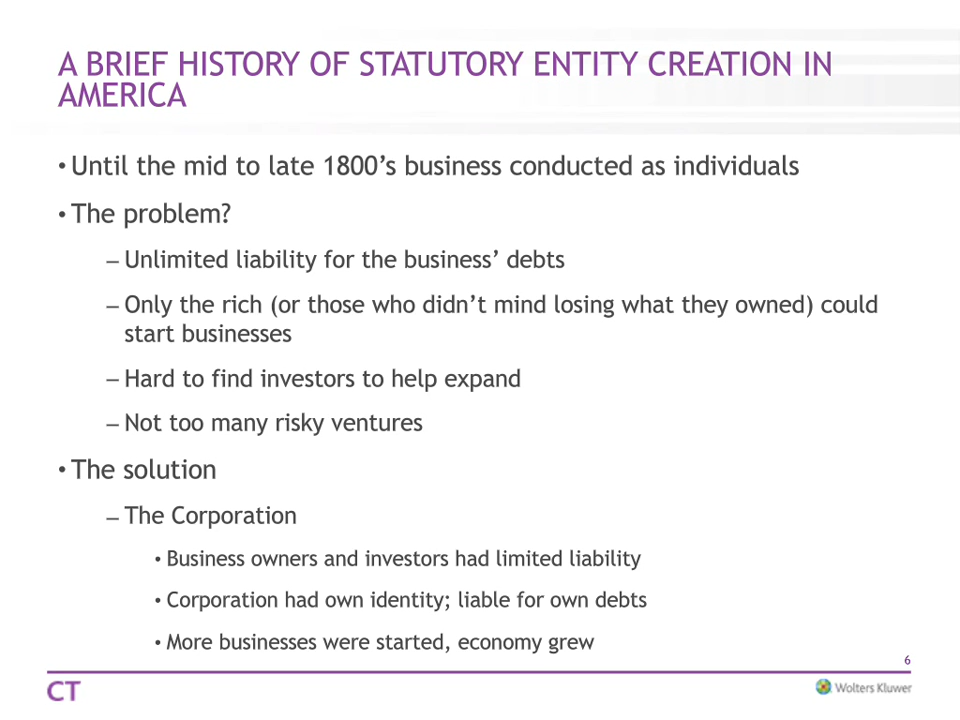 A BRIEF HISTORY OF STATUTORY ENTITY CREATION IN
AMERICA
• Until the mid to late 1800’s business conducted as individuals
• The problem?
– Unlimited liability for the business’ debts
– Only the rich (or those who didn’t mind losing what they owned) could
start businesses
– Hard to find investors to help expand
– Not too many risky ventures
• The solution
– The Corporation
• Business owners and investors had limited liability
• Corporation had own identity; liable for own debts
• More businesses were started, economy grew
6
CT
Wolters Kluwer